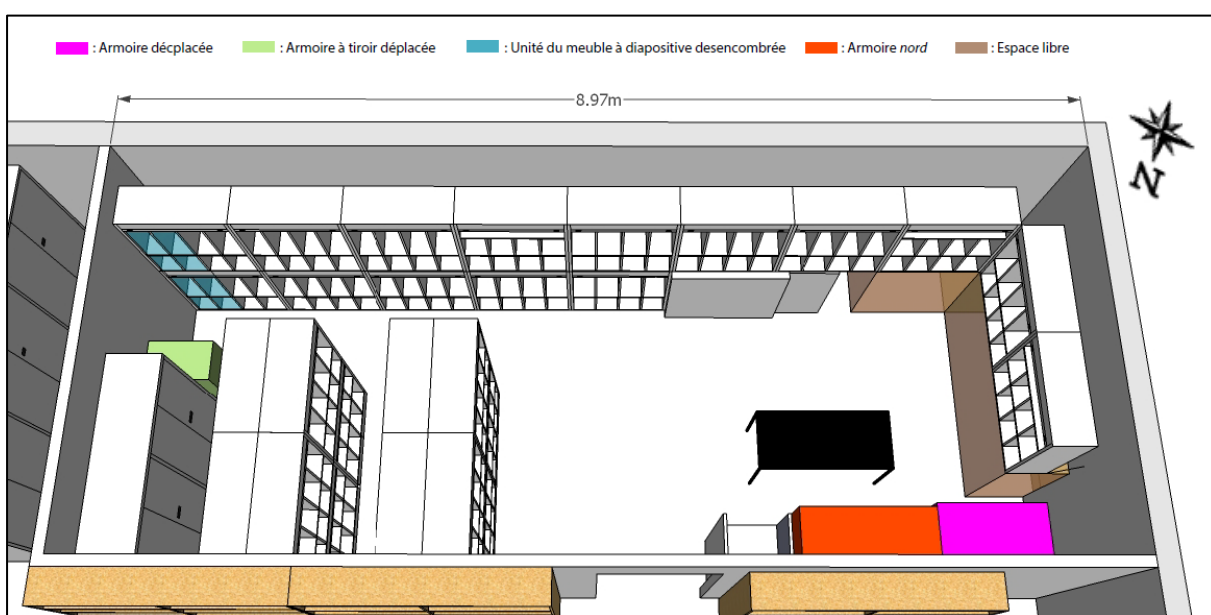 : Armoire décplacée : Armoire à tiroir déplacée : Unité du meuble à diapositive desencombrée : Armoire nord : Espace libre
8.97m
N